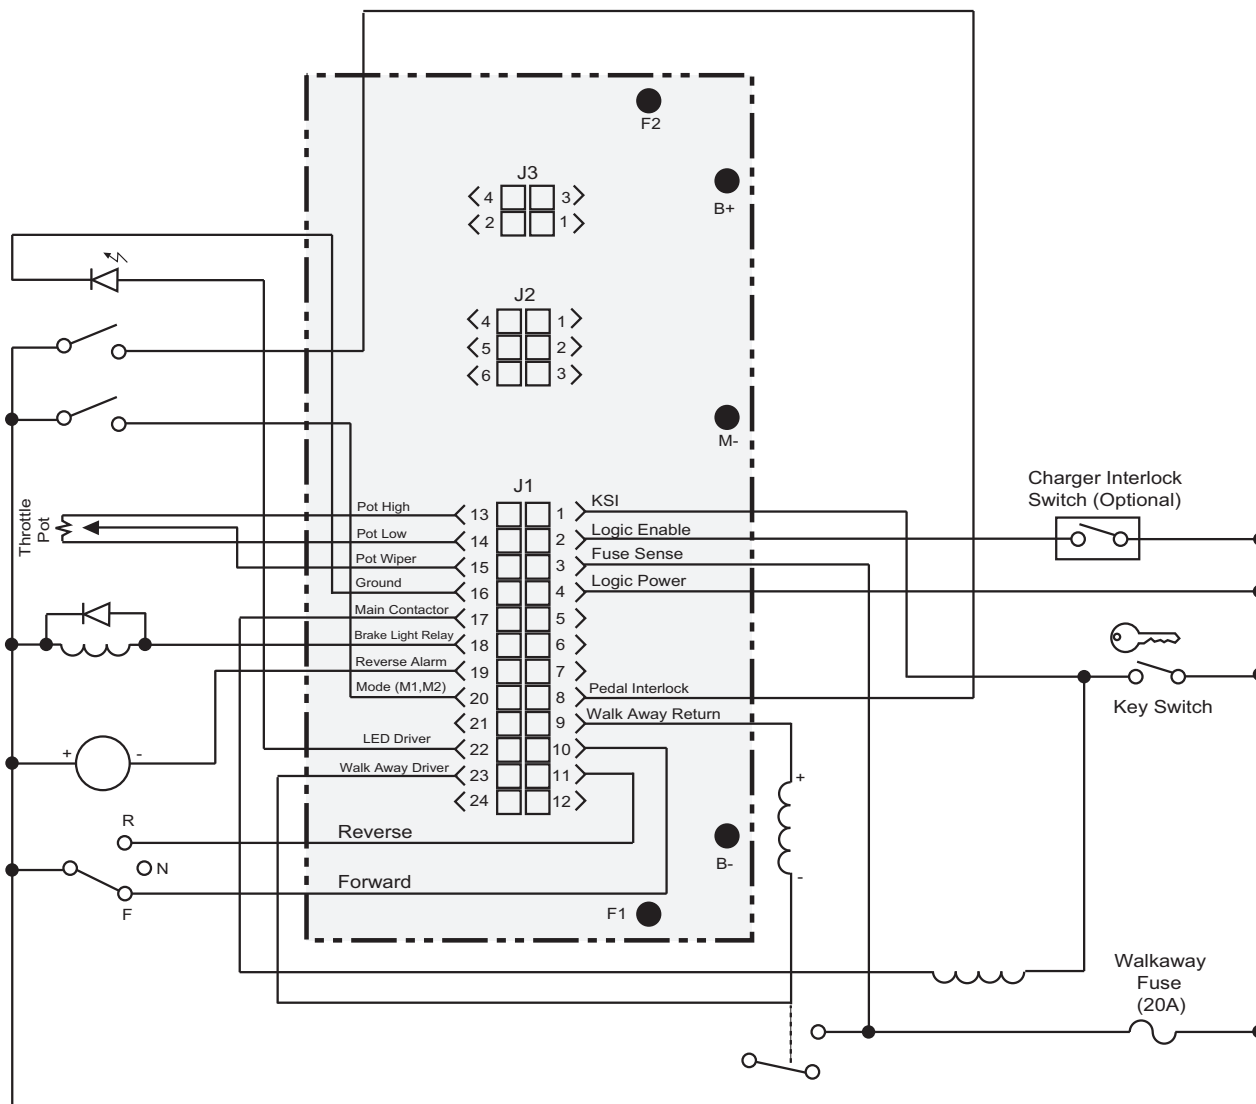 F2
J3
4 3
B+
2 1
J2
4 1
5 2
6 3
M-
Charger Interlock
Switch (Optional)
J1
Throttle
Pot
Pot High 13 1 KSI
Pot Low 14 2 Logic Enable
Pot Wiper 15 3 Fuse Sense
Ground 16 4 Logic Power
Main Contactor 17 5
Brake Light Relay 18 6
Reverse Alarm 19 7
Mode (M1,M2) 20 8 Pedal Interlock
Key Switch
21 9 Walk Away Return
LED Driver 22 10
+ -
Walk Away Driver 23 11
24 12
+
R
Reverse
B-
N
-
Forward
F
F1
Walkaway
Fuse
(20A)